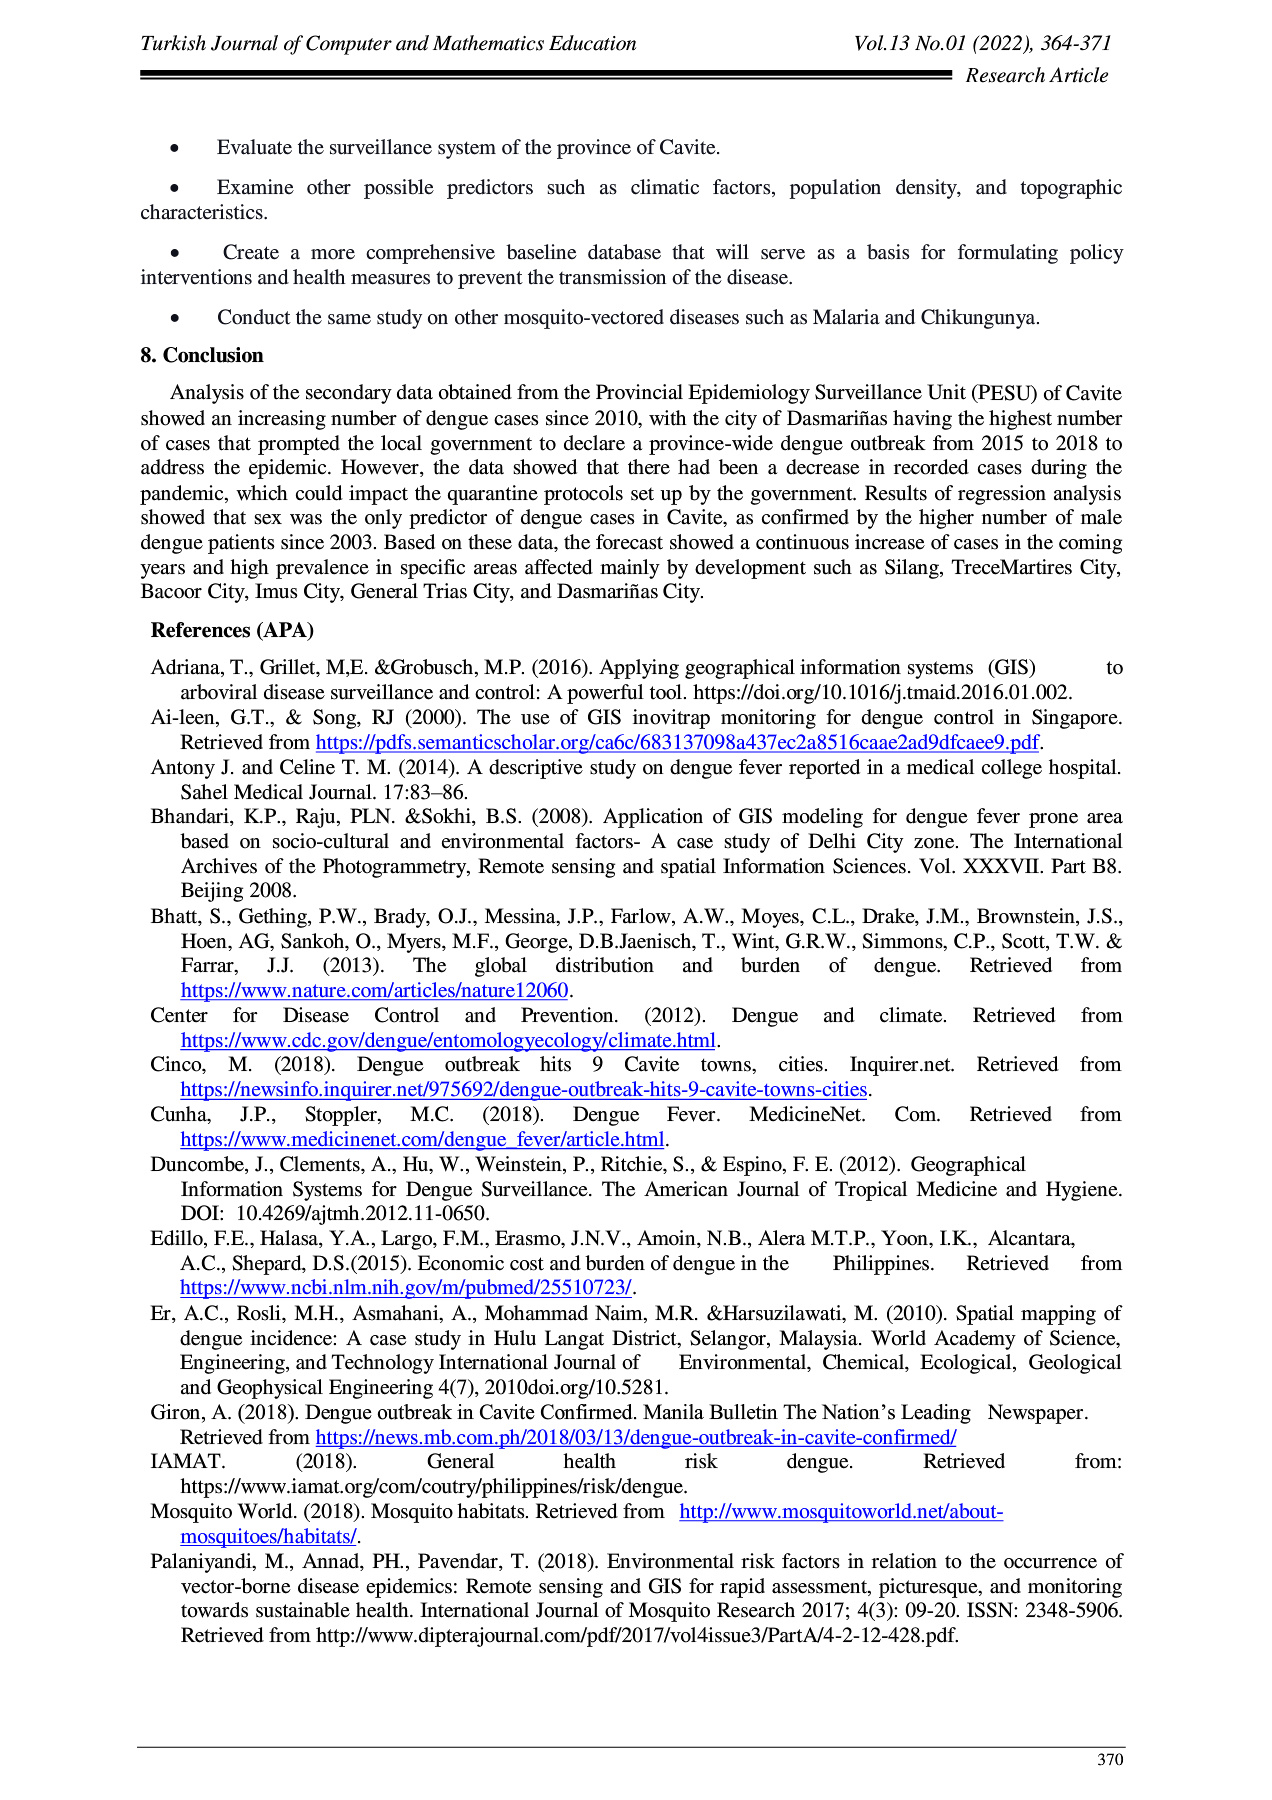 Turkish Journal of Computer and Mathematics Education Vol.13 No.01 (2022), 364-371
Research Article
• Evaluate the surveillance system of the province of Cavite.
• Examine other possible predictors such as climatic factors, population density, and topographic
characteristics.
• Create a more comprehensive baseline database that will serve as a basis for formulating policy
interventions and health measures to prevent the transmission of the disease.
• Conduct the same study on other mosquito-vectored diseases such as Malaria and Chikungunya.
8. Conclusion
Analysis of the secondary data obtained from the Provincial Epidemiology Surveillance Unit (PESU) of Cavite
showed an increasing number of dengue cases since 2010, with the city of Dasmariñas having the highest number
of cases that prompted the local government to declare a province-wide dengue outbreak from 2015 to 2018 to
address the epidemic. However, the data showed that there had been a decrease in recorded cases during the
pandemic, which could impact the quarantine protocols set up by the government. Results of regression analysis
showed that sex was the only predictor of dengue cases in Cavite, as confirmed by the higher number of male
dengue patients since 2003. Based on these data, the forecast showed a continuous increase of cases in the coming
years and high prevalence in specific areas affected mainly by development such as Silang, TreceMartires City,
Bacoor City, Imus City, General Trias City, and Dasmariñas City.
References (APA)
Adriana, T., Grillet, M,E. &Grobusch, M.P. (2016). Applying geographical information systems (GIS) to
arboviral disease surveillance and control: A powerful tool. https://doi.org/10.1016/j.tmaid.2016.01.002.
Ai-leen, G.T., & Song, RJ (2000). The use of GIS inovitrap monitoring for dengue control in Singapore.
Retrieved from https://pdfs.semanticscholar.org/ca6c/683137098a437ec2a8516caae2ad9dfcaee9.pdf.
Antony J. and Celine T. M. (2014). A descriptive study on dengue fever reported in a medical college hospital.
Sahel Medical Journal. 17:83–86.
Bhandari, K.P., Raju, PLN. &Sokhi, B.S. (2008). Application of GIS modeling for dengue fever prone area
based on socio-cultural and environmental factors- A case study of Delhi City zone. The International
Archives of the Photogrammetry, Remote sensing and spatial Information Sciences. Vol. XXXVII. Part B8.
Beijing 2008.
Bhatt, S., Gething, P.W., Brady, O.J., Messina, J.P., Farlow, A.W., Moyes, C.L., Drake, J.M., Brownstein, J.S.,
Hoen, AG, Sankoh, O., Myers, M.F., George, D.B.Jaenisch, T., Wint, G.R.W., Simmons, C.P., Scott, T.W. &
Farrar, J.J. (2013). The global distribution and burden of dengue. Retrieved from
https://www.nature.com/articles/nature12060.
Center for Disease Control and Prevention. (2012). Dengue and climate. Retrieved from
https://www.cdc.gov/dengue/entomologyecology/climate.html.
Cinco, M. (2018). Dengue outbreak hits 9 Cavite towns, cities. Inquirer.net. Retrieved from
https://newsinfo.inquirer.net/975692/dengue-outbreak-hits-9-cavite-towns-cities.
Cunha, J.P., Stoppler, M.C. (2018). Dengue Fever. MedicineNet. Com. Retrieved from
https://www.medicinenet.com/dengue_fever/article.html.
Duncombe, J., Clements, A., Hu, W., Weinstein, P., Ritchie, S., & Espino, F. E. (2012). Geographical
Information Systems for Dengue Surveillance. The American Journal of Tropical Medicine and Hygiene.
DOI: 10.4269/ajtmh.2012.11-0650.
Edillo, F.E., Halasa, Y.A., Largo, F.M., Erasmo, J.N.V., Amoin, N.B., Alera M.T.P., Yoon, I.K., Alcantara,
A.C., Shepard, D.S.(2015). Economic cost and burden of dengue in the Philippines. Retrieved from
https://www.ncbi.nlm.nih.gov/m/pubmed/25510723/.
Er, A.C., Rosli, M.H., Asmahani, A., Mohammad Naim, M.R. &Harsuzilawati, M. (2010). Spatial mapping of
dengue incidence: A case study in Hulu Langat District, Selangor, Malaysia. World Academy of Science,
Engineering, and Technology International Journal of Environmental, Chemical, Ecological, Geological
and Geophysical Engineering 4(7), 2010doi.org/10.5281.
Giron, A. (2018). Dengue outbreak in Cavite Confirmed. Manila Bulletin The Nation’s Leading Newspaper.
Retrieved from https://news.mb.com.ph/2018/03/13/dengue-outbreak-in-cavite-confirmed/
IAMAT. (2018). General health risk dengue. Retrieved from:
https://www.iamat.org/com/coutry/philippines/risk/dengue.
Mosquito World. (2018). Mosquito habitats. Retrieved from http://www.mosquitoworld.net/about-
mosquitoes/habitats/.
Palaniyandi, M., Annad, PH., Pavendar, T. (2018). Environmental risk factors in relation to the occurrence of
vector-borne disease epidemics: Remote sensing and GIS for rapid assessment, picturesque, and monitoring
towards sustainable health. International Journal of Mosquito Research 2017; 4(3): 09-20. ISSN: 2348-5906.
Retrieved from http://www.dipterajournal.com/pdf/2017/vol4issue3/PartA/4-2-12-428.pdf.
370